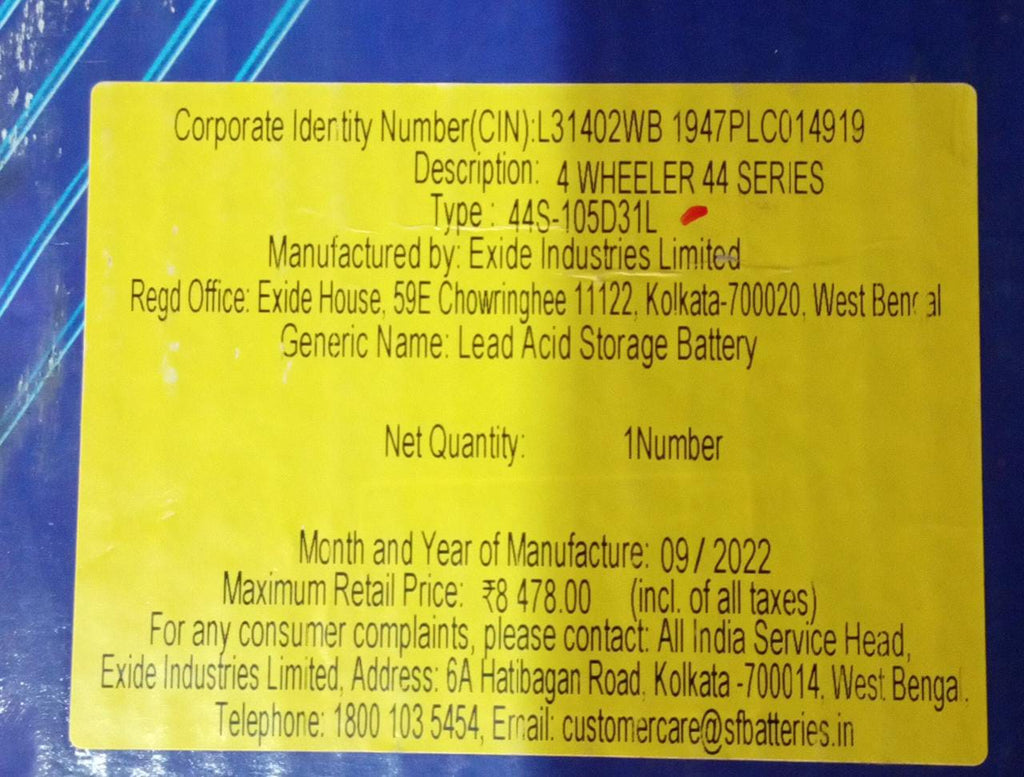 Corporate Identity Number(CIN):L31402WB 1947PLC014919
Description: 4 WHEELER 44 SERIES
Type : 44S-105D31L
Manufactured by: Exide Industries Limited
Regd Office: Exide House, 59E Chowringhee 11122, Kolkata-700020, West Bengal
Generic Name: Lead Acid Storage Battery
Net Quantity: 1Number
Month and Year of Manufacture: 09/ 2022
Maximum Retail Price: ₹8 478.00 (incl. of all taxes)
For any consumer complaints, please contact: All India Service Head,
Exide Industries Limited, Address: 6A Hatibagan Road, Kolkata -700014. West Bengal.
Telephone: 1800 103 5454, Email: customercare@sfbatteries.in